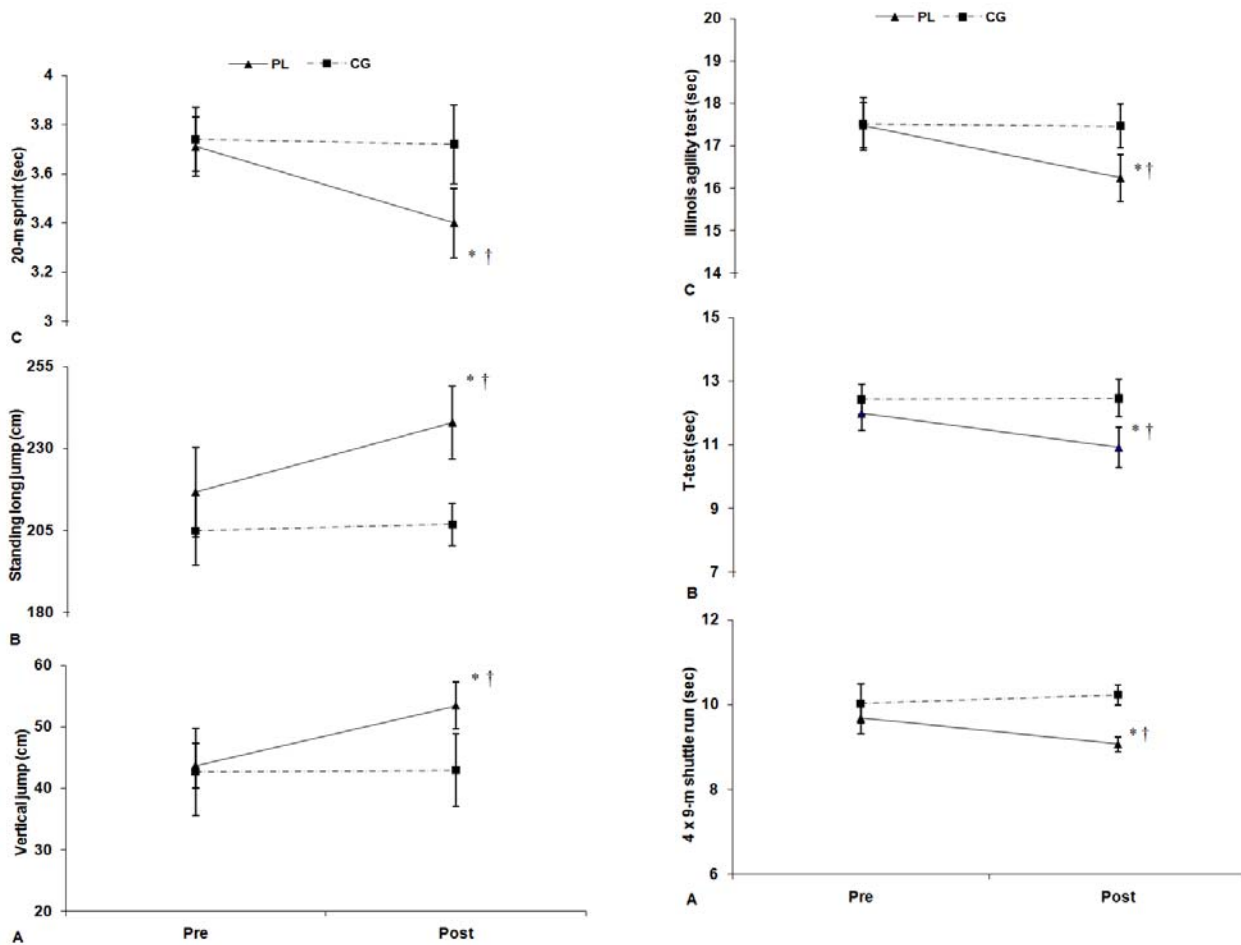 PL CG
4
3.8
3.6
3.4
3.2
3
20-m sprint (sec)
* †
C
255
230
205
180
Standing long jump (cm)
* †
B
60
50
40
30
20
Vertical jump (cm)
* †
A
Pre Post
PL CG
20
19
18
17
16
15
14
Illinois agility test (sec)
* †
C
15
13
11
9
7
T-test (sec)
* †
B
12
10
8
6
4 x 9-m shuttle run (sec)
* †
A
Pre Post